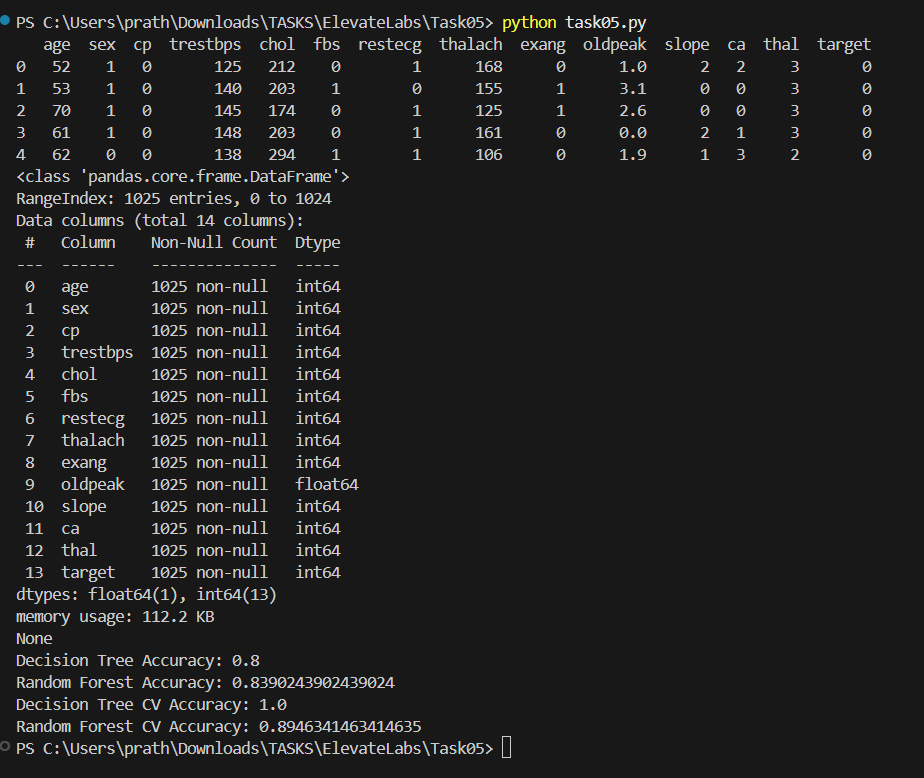 PS C:\Users\prath\Downloads\TASKS\ElevateLabs\Task05> python task05.py
   age  sex  cp  trestbps  chol  fbs  restecg  thalach  exang  oldpeak  slope  ca  thal  target
0   52    1   0       125   212    0        1      168      0      1.0      2   2     3       0
1   53    1   0       140   203    1        0      155      1      3.1      0   0     3       0
2   70    1   0       145   174    0        1      125      1      2.6      0   0     3       0
3   61    1   0       148   203    0        1      161      0      0.0      2   1     3       0
4   62    0   0       138   294    1        1      106      0      1.9      1   3     2       0
<class 'pandas.core.frame.DataFrame'>
RangeIndex: 1025 entries, 0 to 1024
Data columns (total 14 columns):
 #   Column    Non-Null Count  Dtype
---  ------    --------------  -----
 0   age       1025 non-null   int64
 1   sex       1025 non-null   int64
 2   cp        1025 non-null   int64
 3   trestbps  1025 non-null   int64
 4   chol      1025 non-null   int64
 5   fbs       1025 non-null   int64
 6   restecg   1025 non-null   int64
 7   thalach   1025 non-null   int64
 8   exang     1025 non-null   int64
 9   oldpeak   1025 non-null   float64
 10  slope     1025 non-null   int64
 11  ca        1025 non-null   int64
 12  thal      1025 non-null   int64
 13  target    1025 non-null   int64
dtypes: float64(1), int64(13)
memory usage: 112.2 KB
None
Decision Tree Accuracy: 0.8
Random Forest Accuracy: 0.8390243902439024
Decision Tree CV Accuracy: 1.0
Random Forest CV Accuracy: 0.8946341463414635
PS C:\Users\prath\Downloads\TASKS\ElevateLabs\Task05>